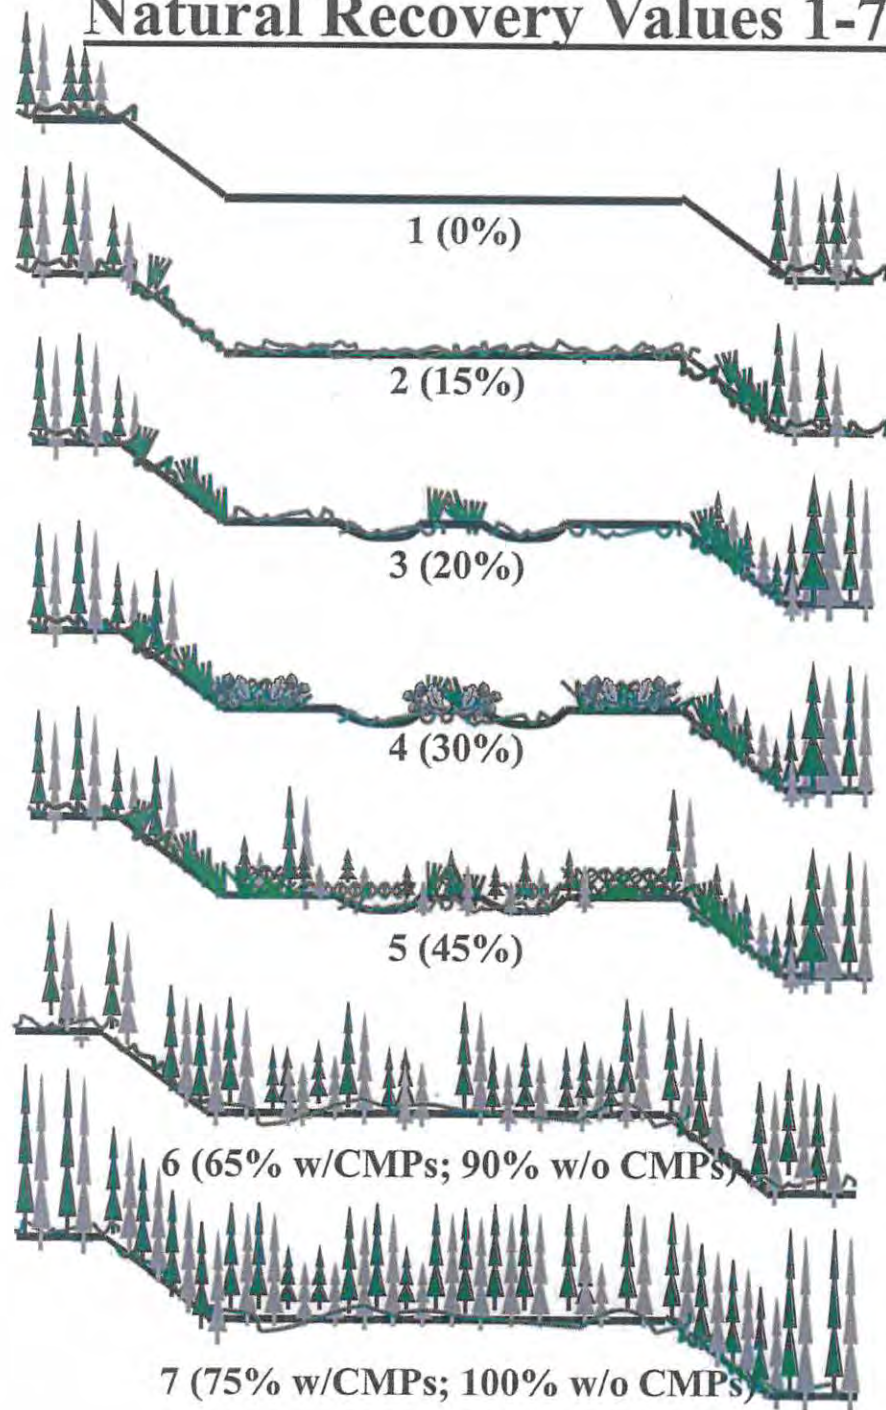 Natural Recovery Values 1-7
1 (0%)
2 (15%)
3 (20%)
4 (30%)
5 (45%)
6 (65% w/CMPs; 90% w/o CMPs)
7 (75% w/CMPs; 100% w/o CMPs)